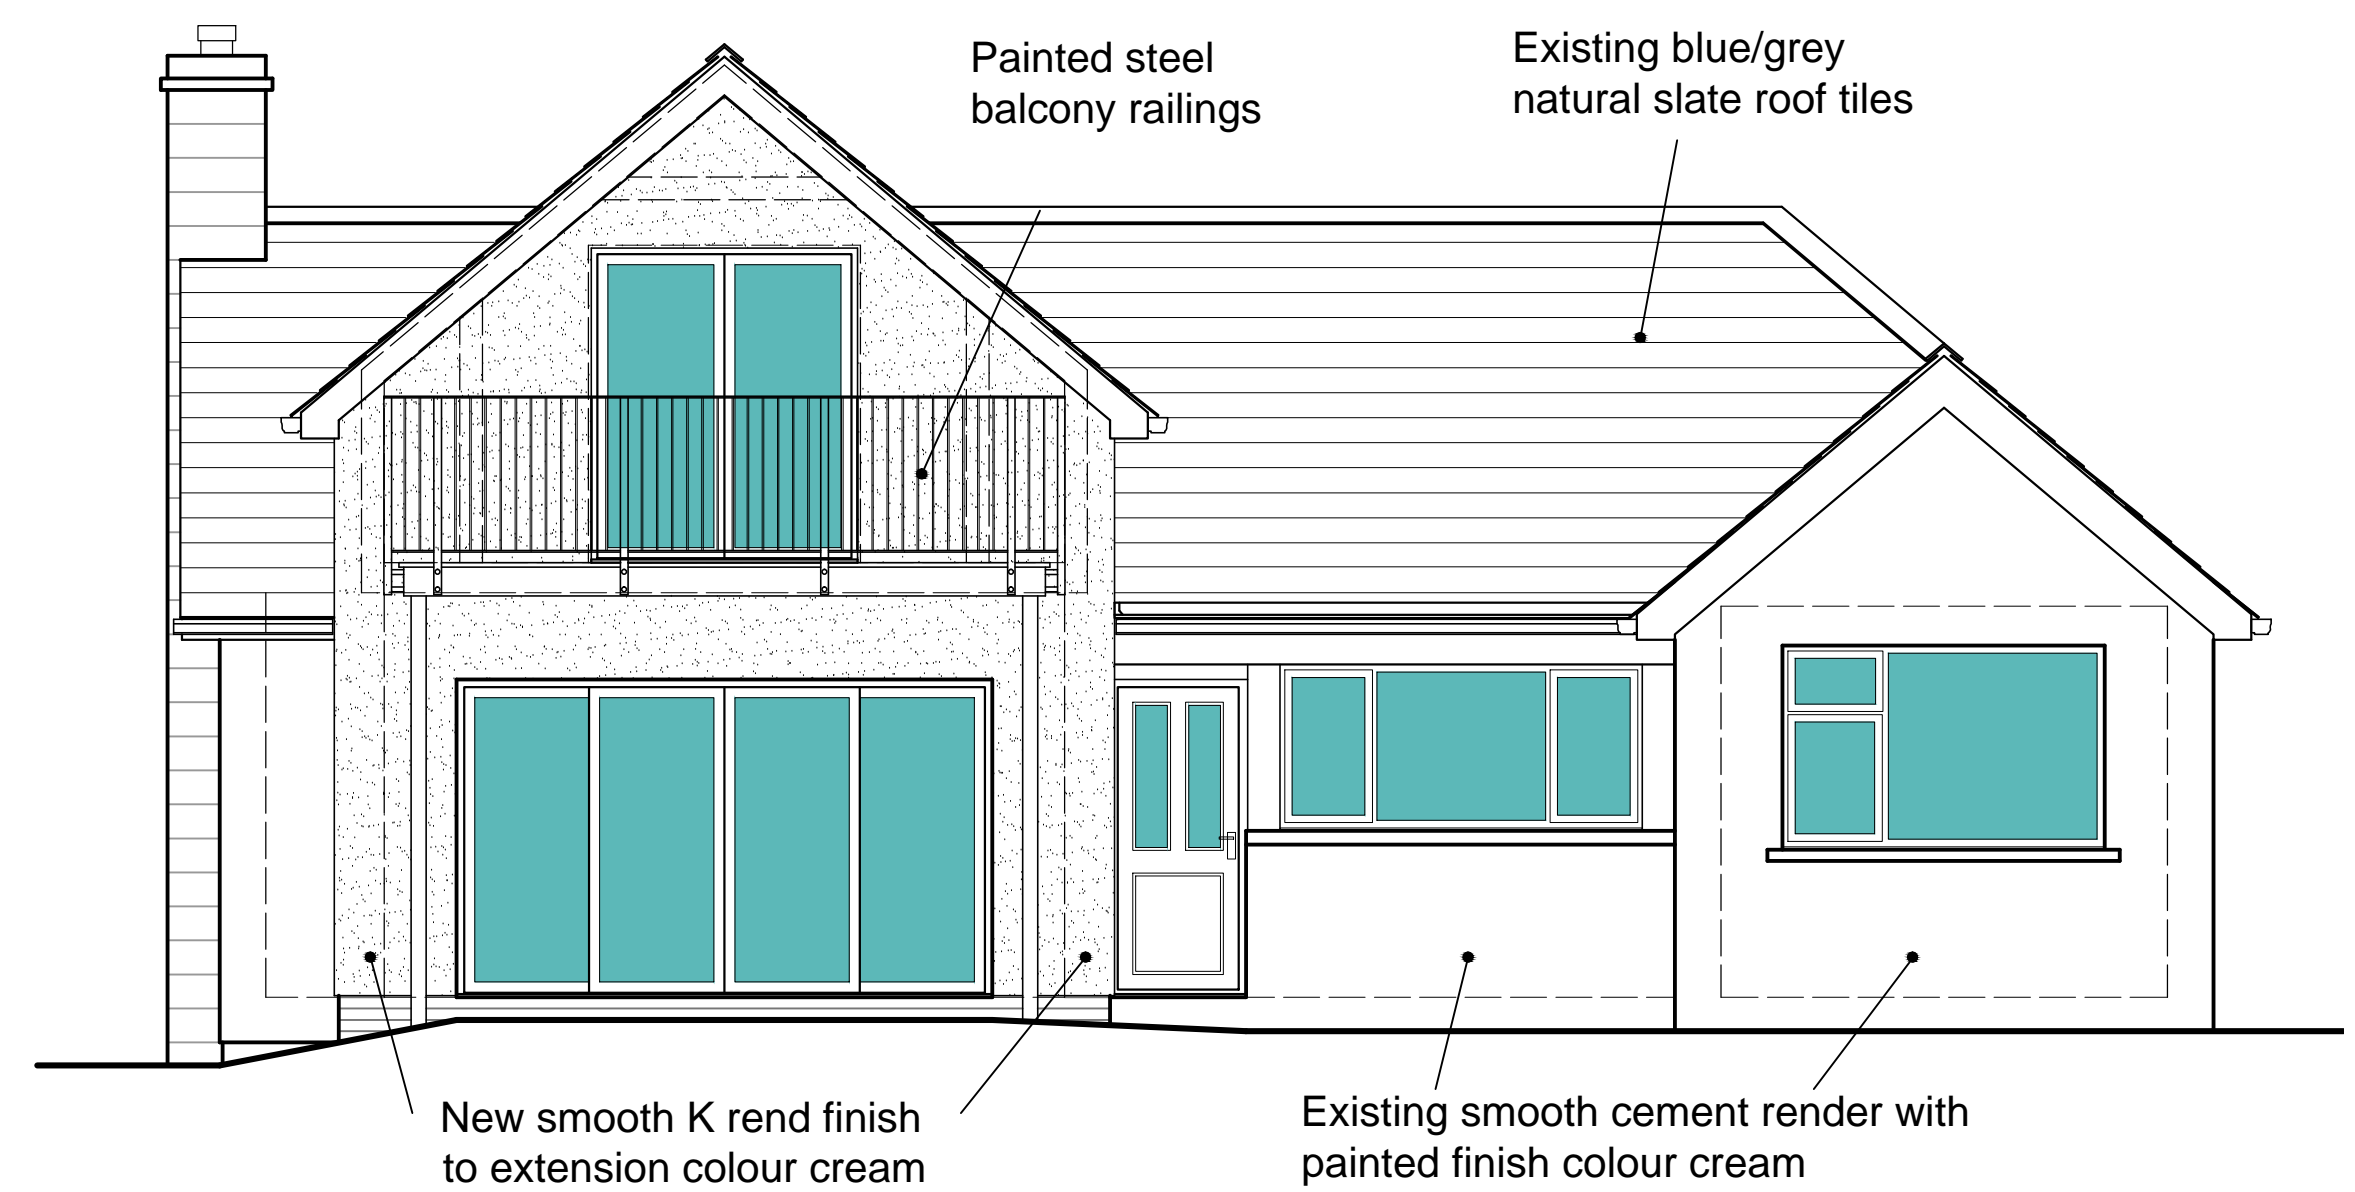 Painted steel
balcony railings
Existing blue/grey
natural slate roof tiles
New smooth K rend finish
to extension colour cream
Existing smooth cement render with
painted finish colour cream